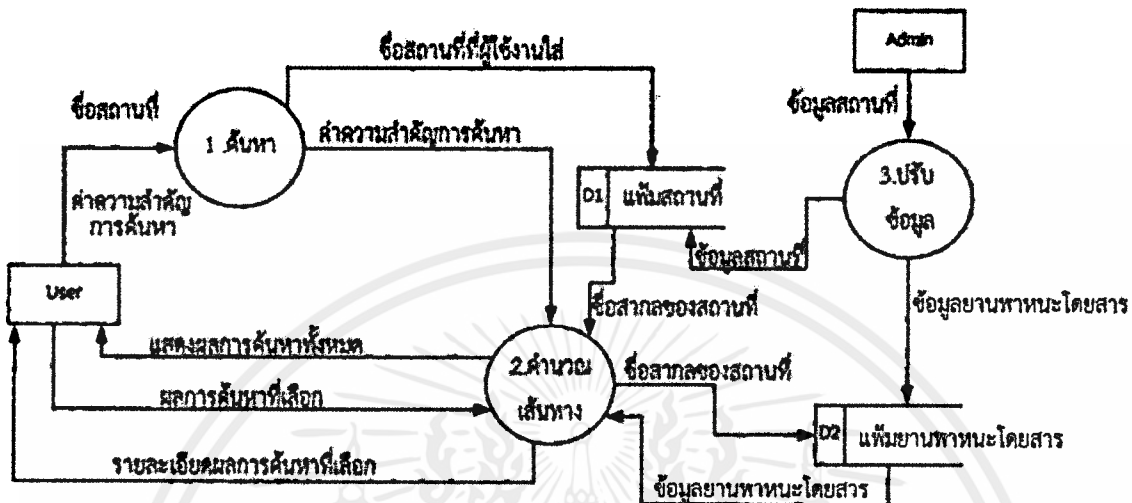 ชื่อสถานที่ที่ผู้ใช้งานใส่
Admin
ชื่อสถานที่
ข้อมูลสถานที่
1 .ค้นหา
ค่าความสำคัญการค้นหา
3.ปรับ
ข้อมูล
D1
แฟ้มสถานที่
ค่าความสำคัญ
การค้นหา
ข้อมูลสถานที่
User
ชื่อสากลของสถานที่
ข้อมูลยานพาหนะโดยสาร
แสดงผลการค้นหาทั้งหมด
2.คำนวณ
เส้นทาง
ชื่อสากลของสถานที่
ผลการค้นหาที่เลือก
D2
แฟ้มยานพาหนะโดยสาร
รายละเอียดผลการค้นหาที่เลือก
ข้อมูลยานพาหนะโดยสาร